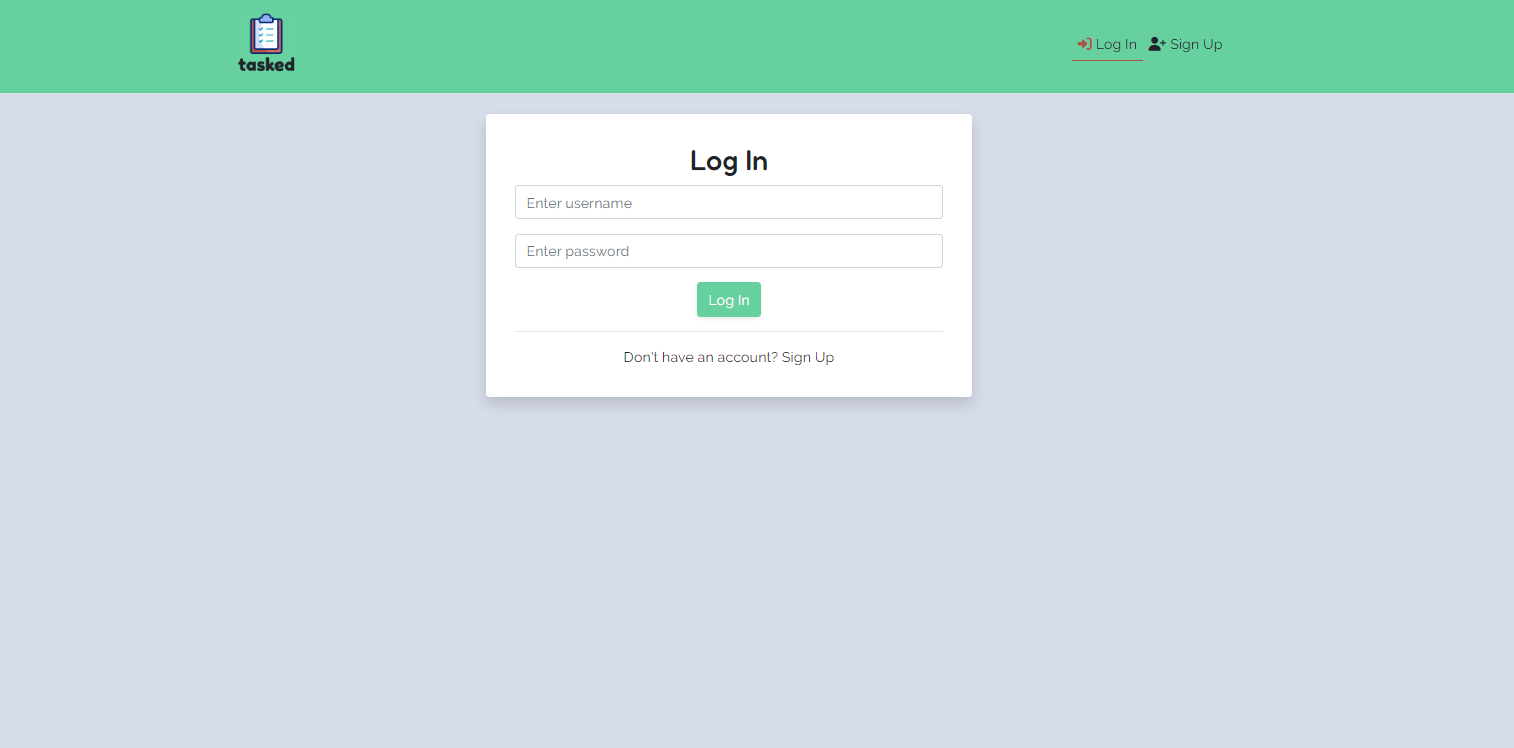 tasked
Log In
Sign Up
Log In
Enter username
Enter password
Log In
Don't have an account? Sign Up